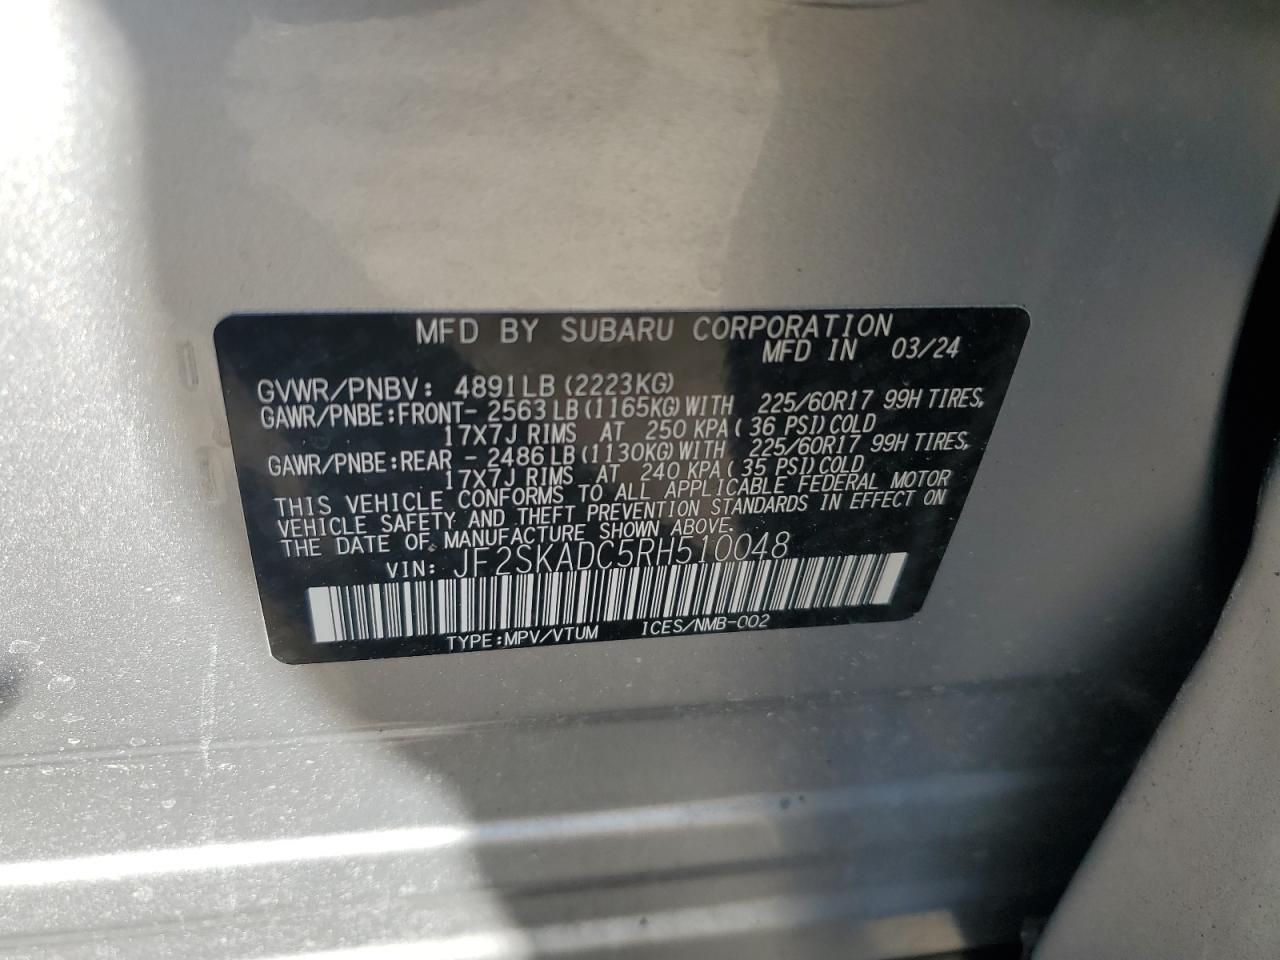 MFD BY SUBARU CORPORATION
MFD IN 03/24
GVWR/PNBV: 4891LB (2223KG)
GAWR/PNBE:FRONT- 2563LB (1165KG)WITH 225/60R17 99H TIRES,
17X7J RIMS AT 250 KPA( 36 PSI)COLD
GAWR/PNBE:REAR - 2486LB (1130KG)WITH 225/60R17 99H TIRES,
17X7J RIMS AT 240 KPA( 35 PSI)COLD
THIS VEHICLE CONFORMS TO ALL APPLICABLE FEDERAL MOTOR
VEHICLE SAFETY AND THEFT PREVENTION STANDARDS IN EFFECT ON
THE DATE OF MANUFACTURE SHOWN ABOVE.
VIN: JF2SKADC5RH510048
TYPE:MPV/VTUM ICES/NMB-002